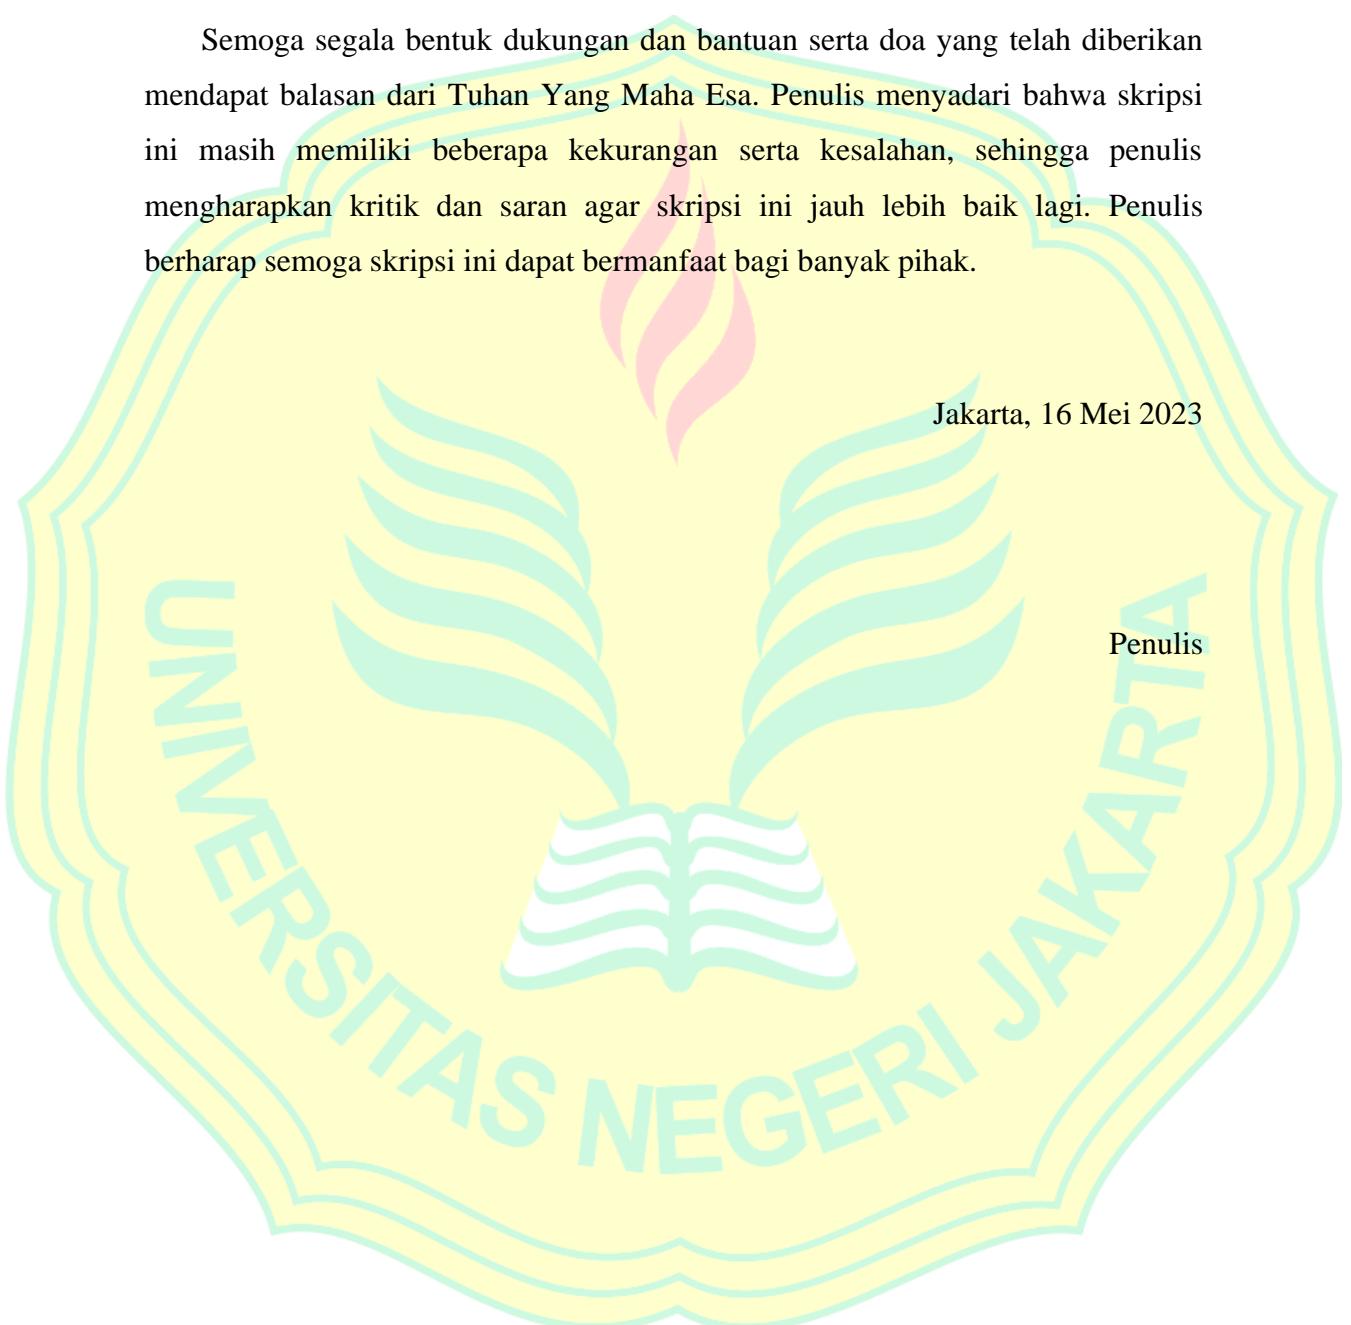 Semoga segala bentuk dukungan dan bantuan serta doa yang telah diberikan
mendapat balasan dari Tuhan Yang Maha Esa. Penulis menyadari bahwa skripsi
ini masih memiliki beberapa kekurangan serta kesalahan, sehingga penulis
mengharapkan kritik dan saran agar skripsi ini jauh lebih baik lagi. Penulis
berharap semoga skripsi ini dapat bermanfaat bagi banyak pihak.
Jakarta, 16 Mei 2023
Penulis
UNIVERSITAS NEGERI JAKARTA